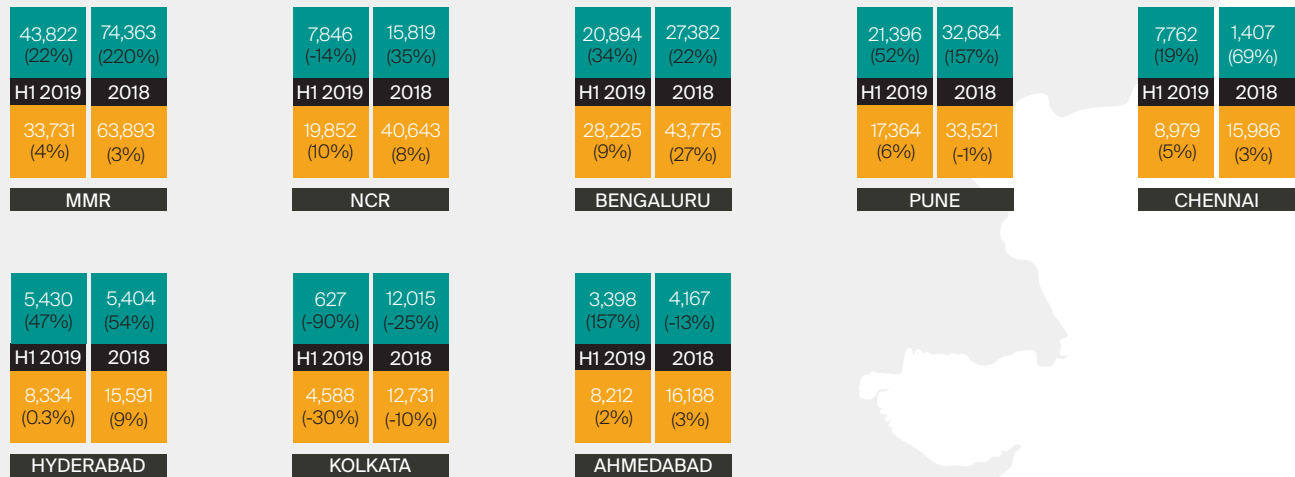 43,822 74,363
(22%) (220%)
H1 2019 2018
33,731 63,893
(4%) (3%)
MMR
7,846 15,819
(-14%) (35%)
H1 2019 2018
19,852 40,643
(10%) (8%)
NCR
20,894 27,382
(34%) (22%)
H1 2019 2018
28,225 43,775
(9%) (27%)
BENGALURU
21,396 32,684
(52%) (157%)
H1 2019 2018
17,364 33,521
(6%) (-1%)
PUNE
7,762 1,407
(19%) (69%)
H1 2019 2018
8,979 15,986
(5%) (3%)
CHENNAI
5,430 5,404
(47%) (54%)
H1 2019 2018
8,334 15,591
(0.3%) (9%)
HYDERABAD
627 12,015
(-90%) (-25%)
H1 2019 2018
4,588 12,731
(-30%) (-10%)
KOLKATA
3,398 4,167
(157%) (-13%)
H1 2019 2018
8,212 16,188
(2%) (3%)
AHMEDABAD